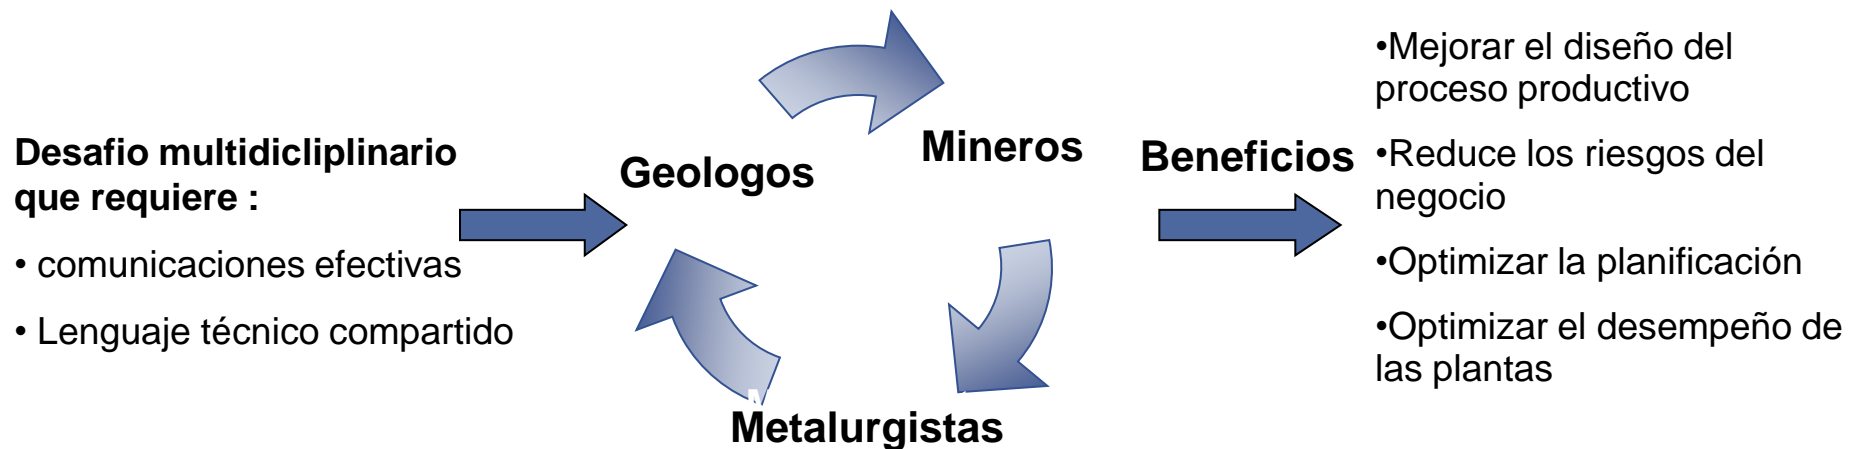 Desafio multidicliplinario
que requiere :
• comunicaciones efectivas
• Lenguaje técnico compartido
Geologos
Mineros
Metalurgistas
Beneficios
•Mejorar el diseño del
proceso productivo
•Reduce los riesgos del
negocio
•Optimizar la planificación
•Optimizar el desempeño de
las plantas